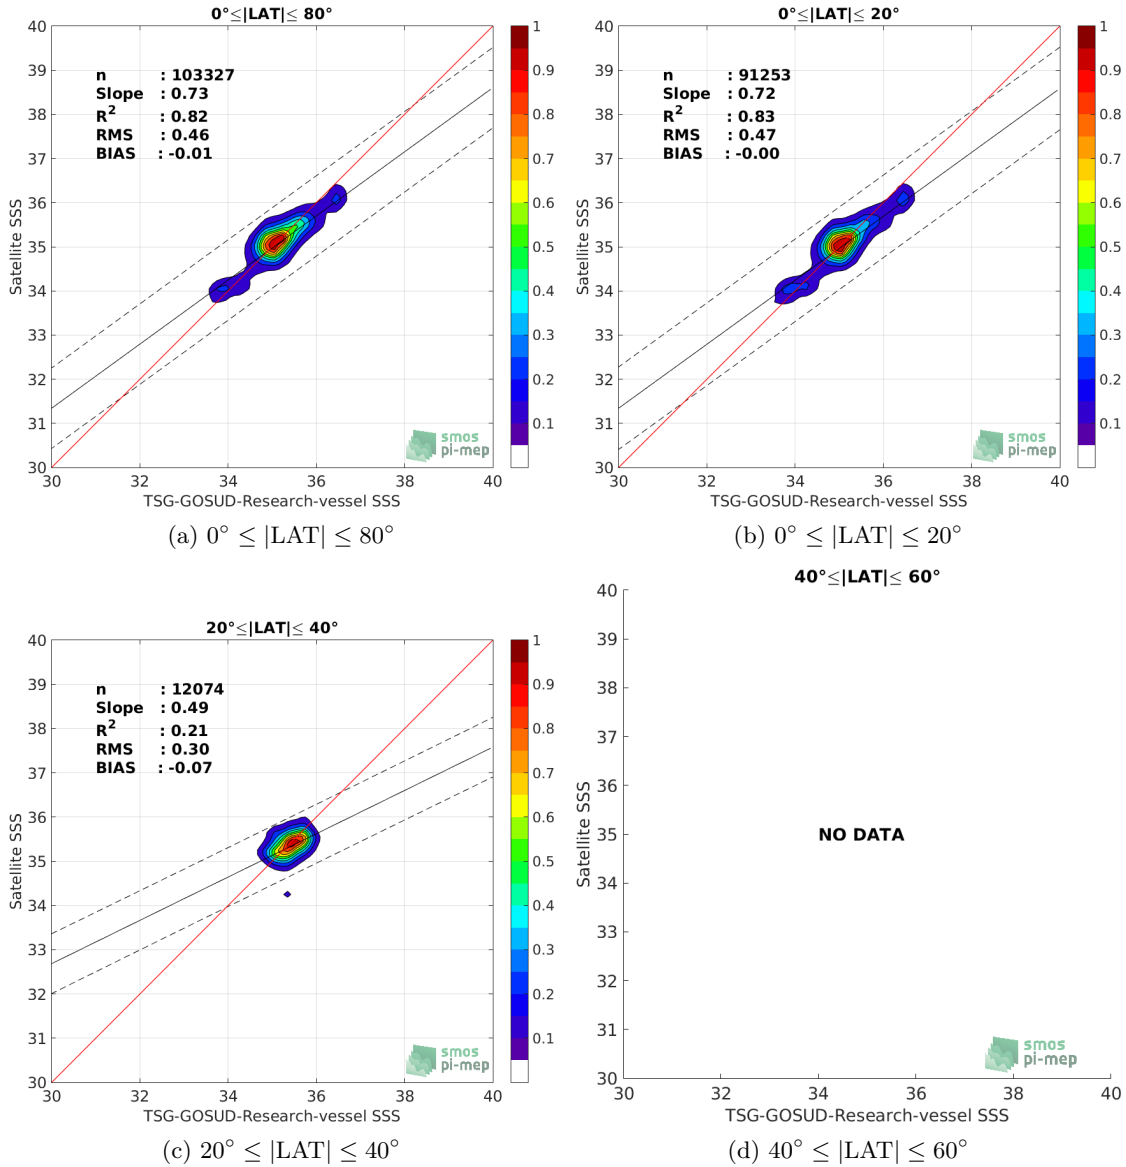 0°≤|LAT|≤ 80°
40
39
38
37
36
35
34
33
32
31
30
Satellite SSS
n : 103327
Slope : 0.73
R² : 0.82
RMS : 0.46
BIAS : -0.01
smos
pi-mep
30 32 34 36 38 40
TSG-GOSUD-Research-vessel SSS
1
0.9
0.8
0.7
0.6
0.5
0.4
0.3
0.2
0.1
(a) 0° ≤ |LAT| ≤ 80°
0°≤|LAT|≤ 20°
40
39
38
37
36
35
34
33
32
31
30
Satellite SSS
n : 91253
Slope : 0.72
R² : 0.83
RMS : 0.47
BIAS : -0.00
smos
pi-mep
30 32 34 36 38 40
TSG-GOSUD-Research-vessel SSS
1
0.9
0.8
0.7
0.6
0.5
0.4
0.3
0.2
0.1
(b) 0° ≤ |LAT| ≤ 20°
20°≤|LAT|≤ 40°
40
39
38
37
36
35
34
33
32
31
30
Satellite SSS
n : 12074
Slope : 0.49
R² : 0.21
RMS : 0.30
BIAS : -0.07
smos
pi-mep
30 32 34 36 38 40
TSG-GOSUD-Research-vessel SSS
1
0.9
0.8
0.7
0.6
0.5
0.4
0.3
0.2
0.1
(c) 20° ≤ |LAT| ≤ 40°
40°≤|LAT|≤ 60°
40
39
38
37
36
35
34
33
32
31
30
Satellite SSS
NO DATA
smos
pi-mep
30 32 34 36 38 40
TSG-GOSUD-Research-vessel SSS
(d) 40° ≤ |LAT| ≤ 60°